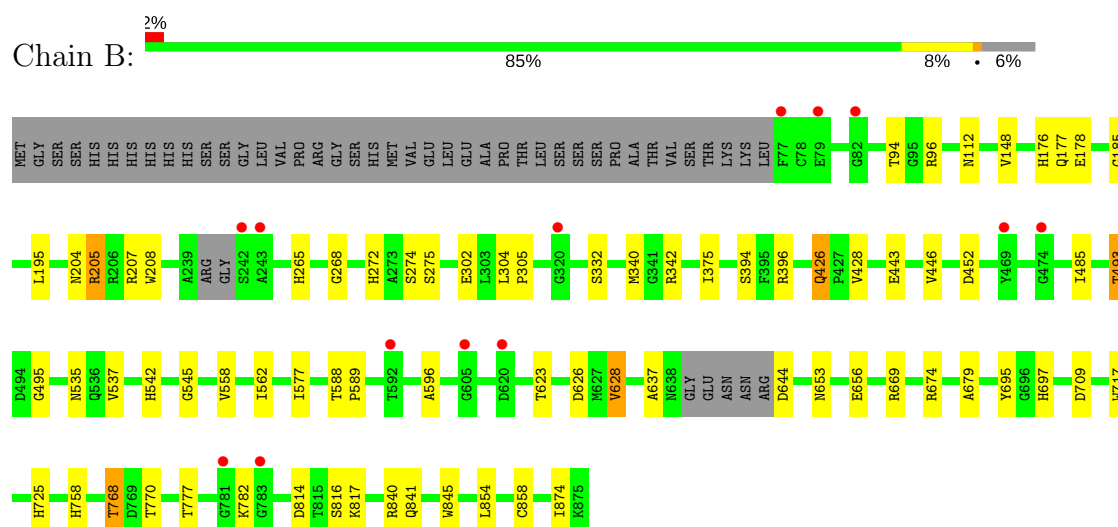 2%
Chain B:
85% 8% • 6%
MET GLY SER SER HIS HIS HIS HIS HIS HIS SER SER GLY LEU VAL PRO ARG GLY SER HIS MET VAL GLU LEU GLU ALA PRO THR LEU SER SER SER PRO ALA THR VAL SER THR LYS LYS LEU F77 C78 E79 G82 T94 G95 R96 N112 V148 H176 Q177 E178
L195 N204 R205 R206 R207 W208 A239 ARG GLY S242 A243 H265 G268 H272 A273 S274 S275 E302 L303 L304 P305 G320 S332 M340 G341 R342 I375 S394 F395 R396 Q426 P427 V428 E443 V446 D452 Y469 G474 I485 T493
D494 G495 N535 Q536 V537 H542 G545 V558 I562 I577 T588 P589 T592 A596 G605 D620 T623 D626 M627 V628 A637 N638 GLY GLU ASN ASN ARG D644 N653 E656 R669 R674 A679 Y695 G696 H697 D709 W717
H725 H758 T768 D769 T770 T777 G781 K782 G783 D814 T815 S816 K817 R840 Q841 W845 L854 C858 I874 K875